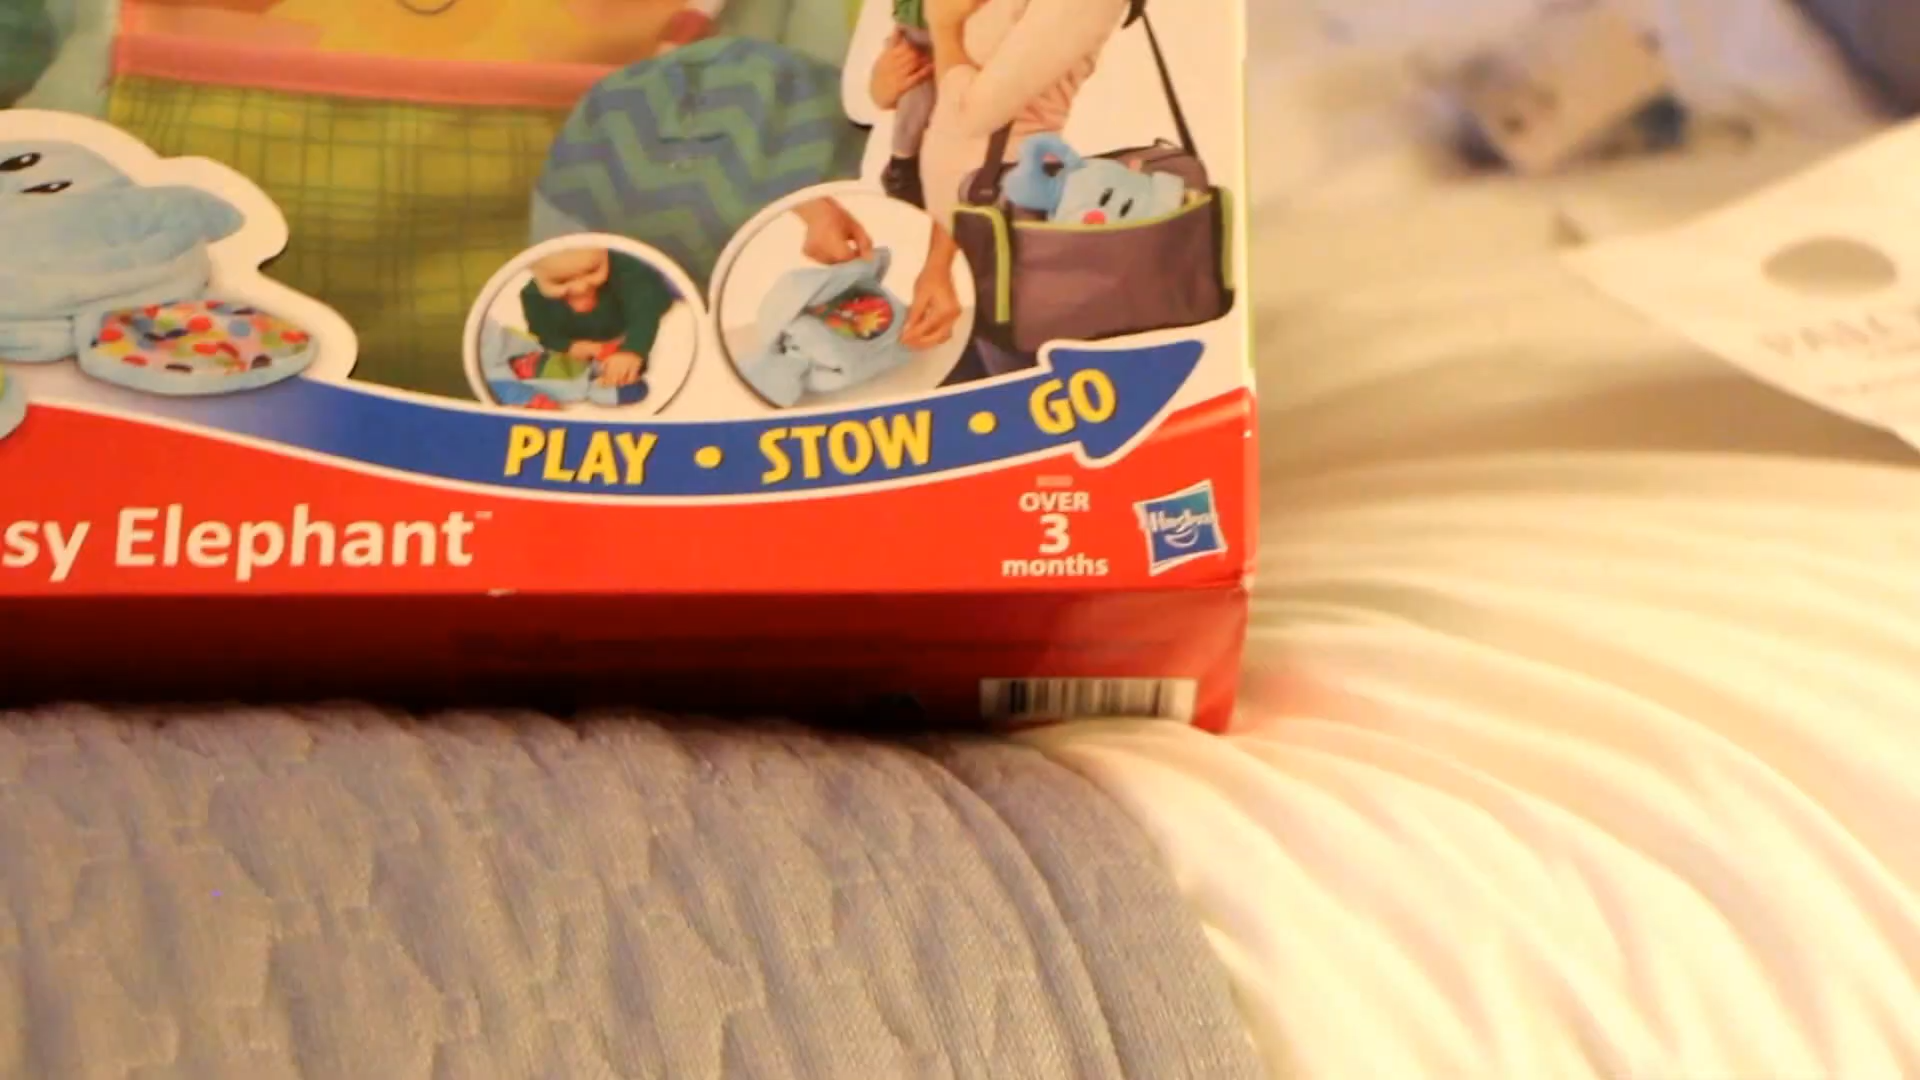 PLAY • STOW • GO
sy Elephant™
OVER
3
months
Hasbro